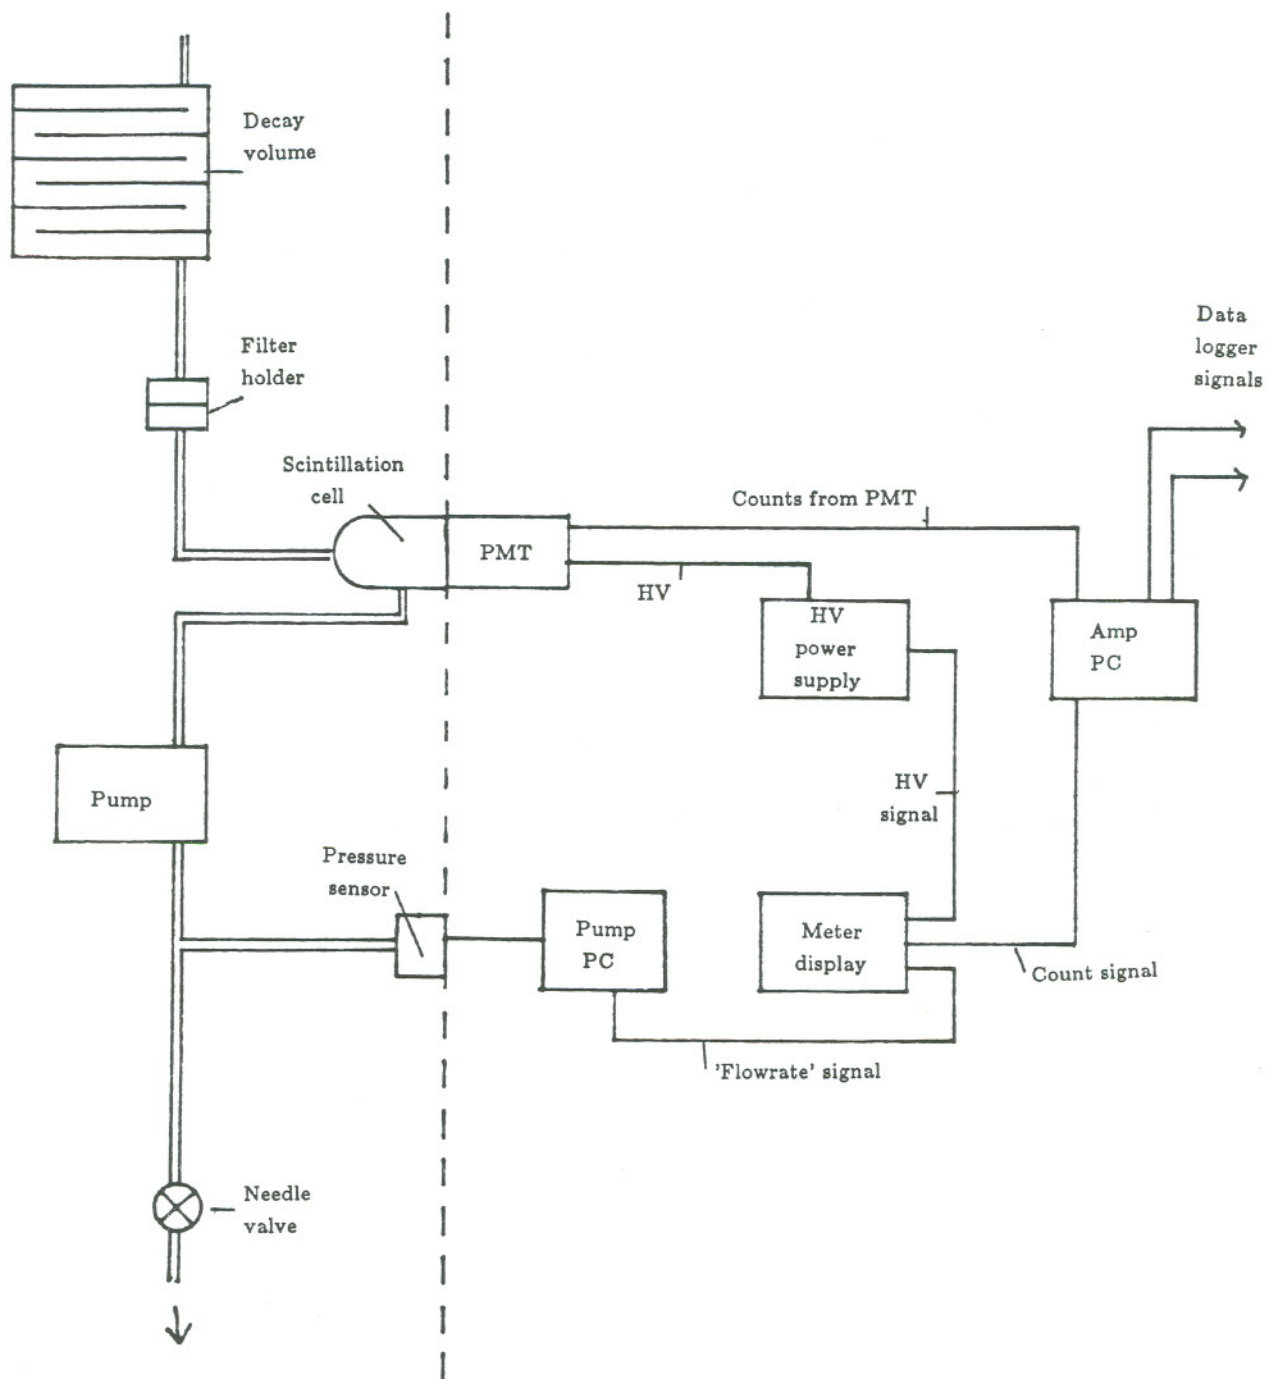 Decay
volume
Filter
holder
Data
logger
signals
Scintillation
cell
Counts from PMT
PMT
HV
HV
power
supply
Amp
PC
Pump
HV
signal
Pressure
sensor
Pump
PC
Meter
display
Count signal
'Flowrate' signal
Needle
valve